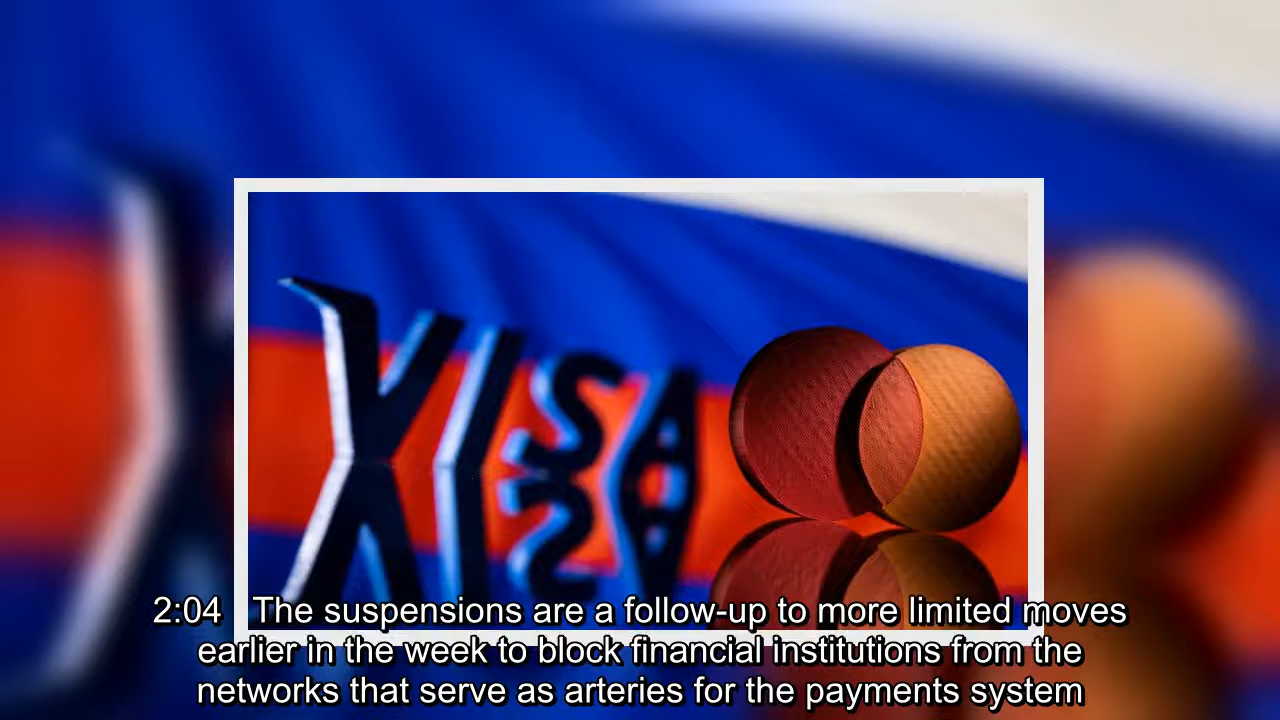 VISA
2:04 The suspensions are a follow-up to more limited moves
earlier in the week to block financial institutions from the
networks that serve as arteries for the payments system